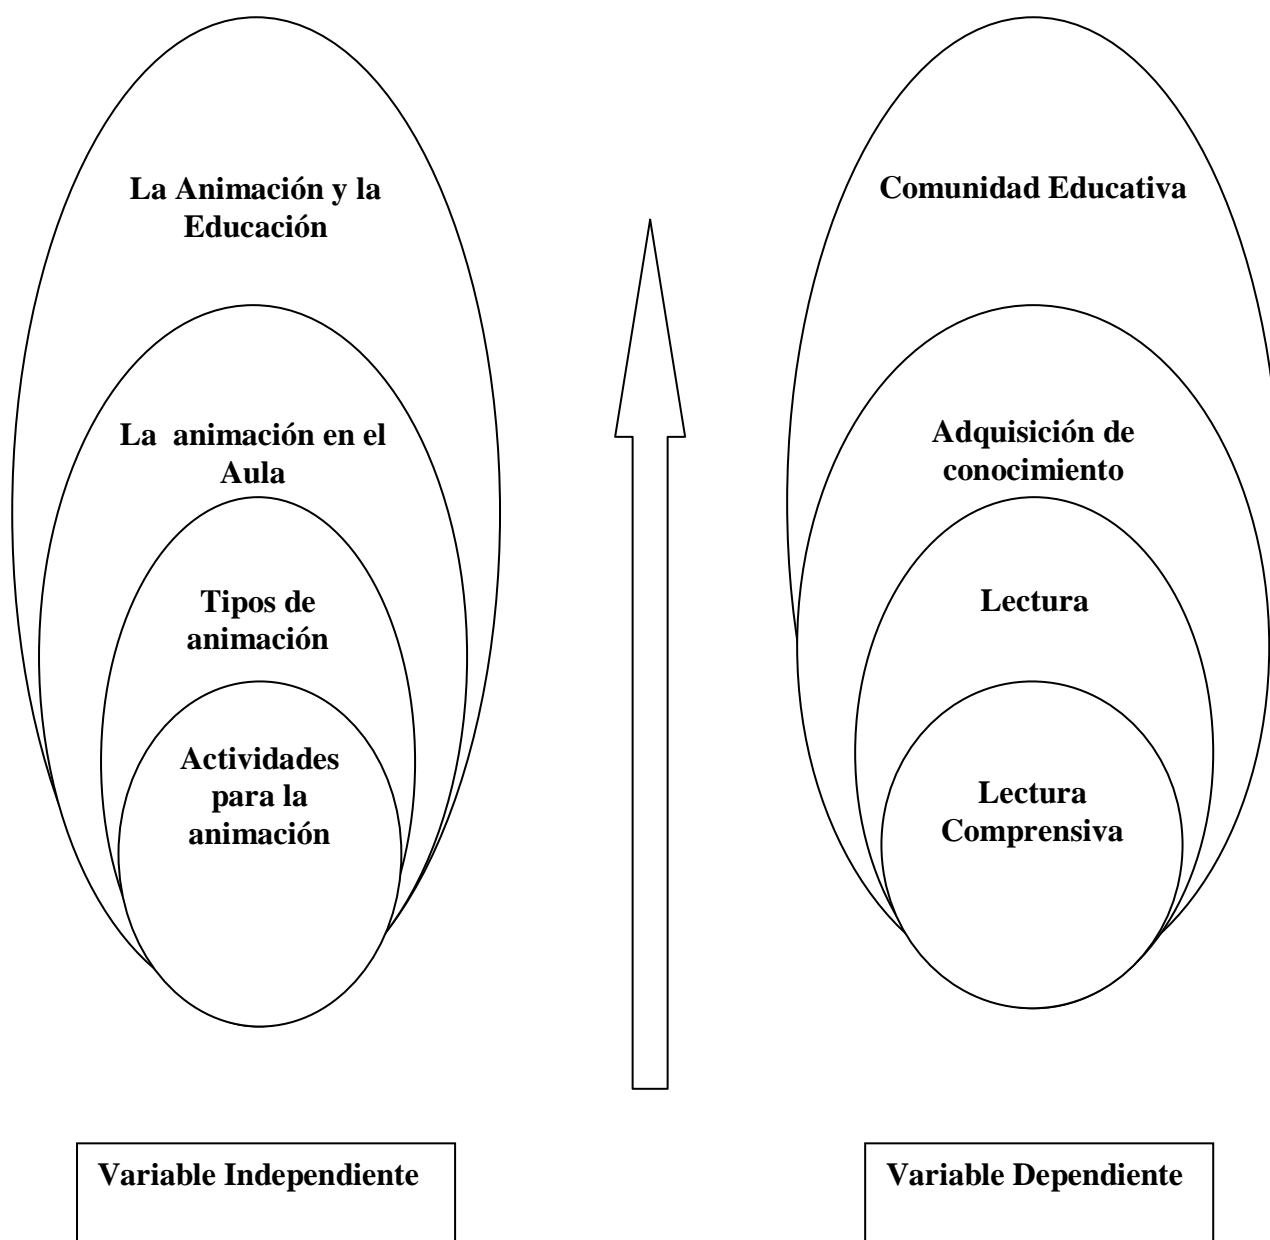 La Animación y la
Educación
La animación en el
Aula
Tipos de
animación
Actividades
para la
animación
Variable Independiente
Comunidad Educativa
Adquisición de
conocimiento
Lectura
Lectura
Comprensiva
Variable Dependiente